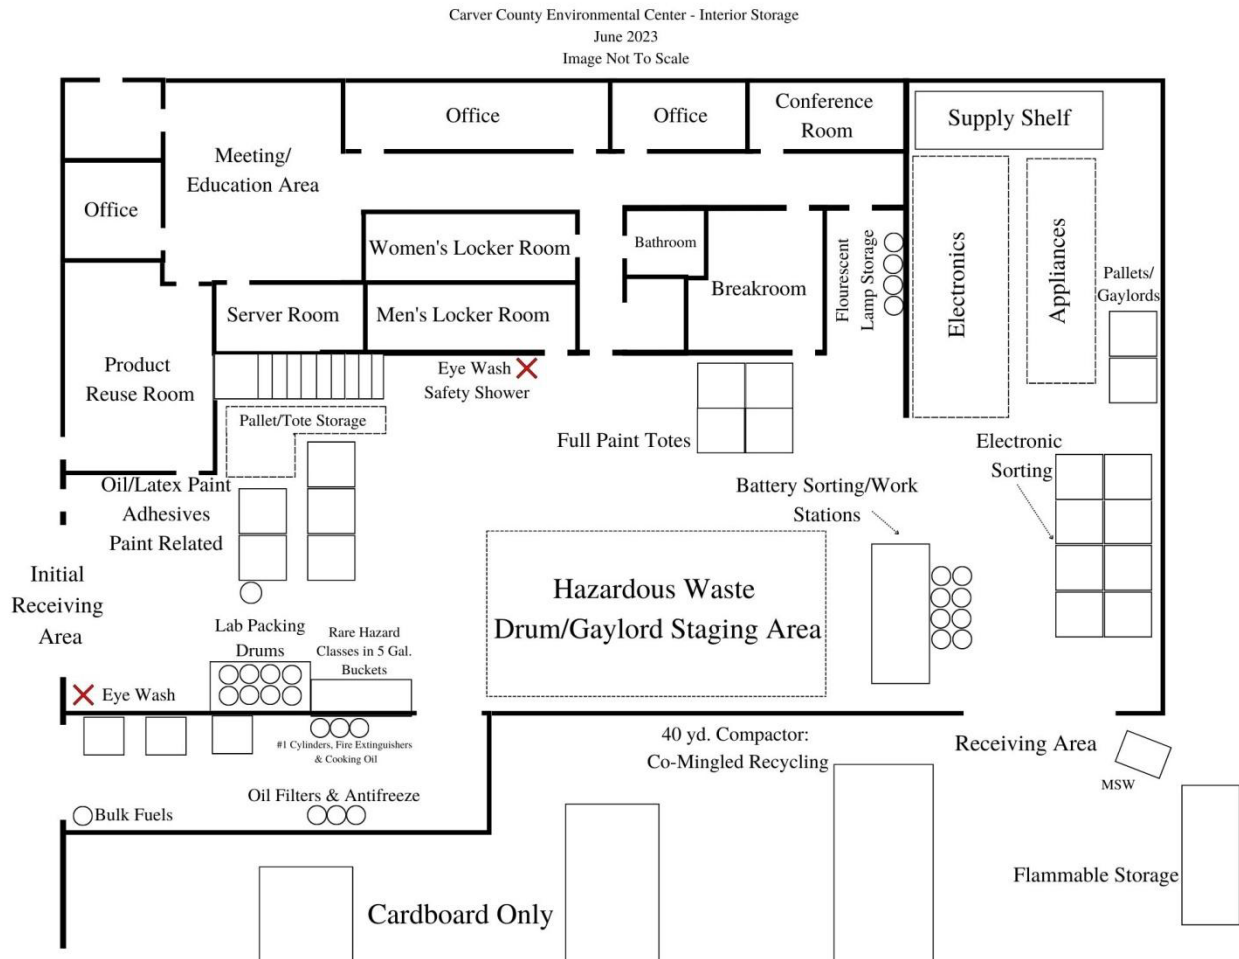 Carver County Environmental Center - Interior Storage
June 2023
Image Not To Scale
Office
Office
Conference
Room
Supply Shelf
Meeting/
Education Area
Office
Women's Locker Room
Bathroom
Breakroom
Flourescent
Lamp Storage
Electronics
Appliances
Pallets/
Gaylords
Server Room
Men's Locker Room
Product
Reuse Room
Eye Wash
Safety Shower
Pallet/Tote Storage
Full Paint Totes
Electronic
Sorting
Oil/Latex Paint
Adhesives
Paint Related
Battery Sorting/Work
Stations
Initial
Receiving
Area
Hazardous Waste
Drum/Gaylord Staging Area
Lab Packing
Drums
Rare Hazard
Classes in 5 Gal.
Buckets
Eye Wash
#1 Cylinders, Fire Extinguishers
& Cooking Oil
40 yd. Compactor:
Co-Mingled Recycling
Receiving Area
MSW
Oil Filters & Antifreeze
Bulk Fuels
Flammable Storage
Cardboard Only